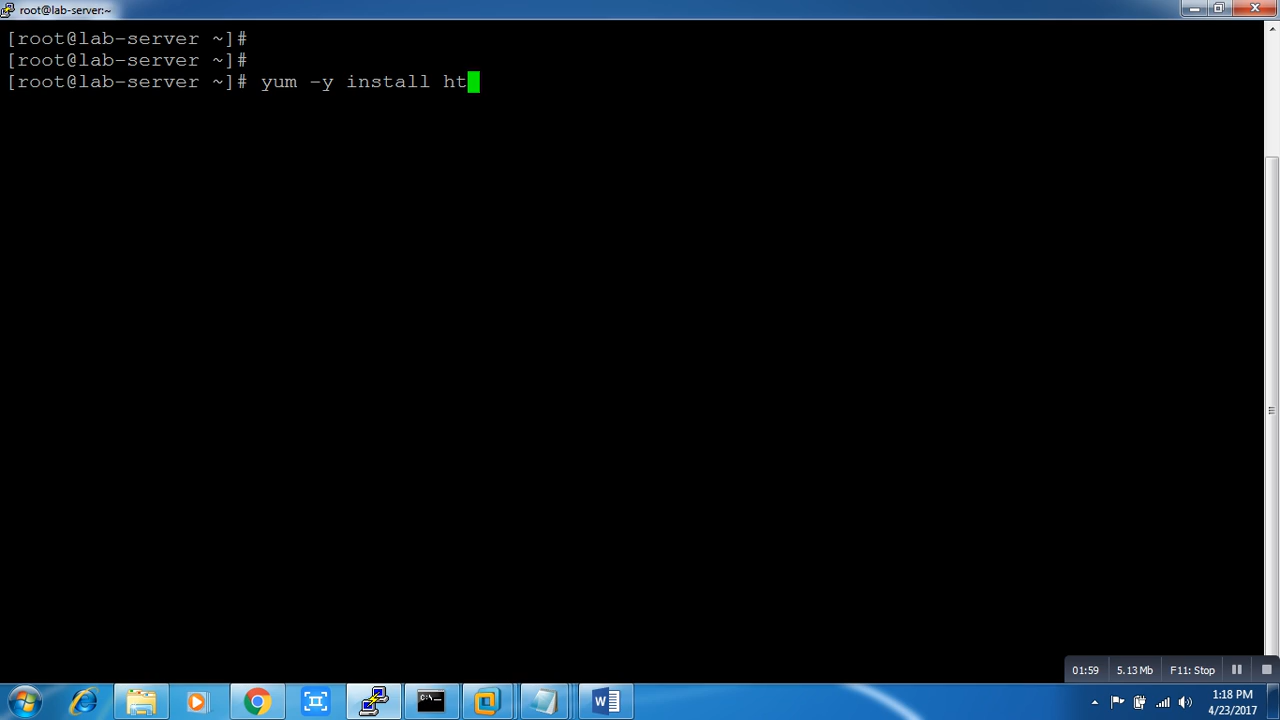 root@lab-server:~
[root@lab-server ~]#
[root@lab-server ~]#
[root@lab-server ~]# yum -y install ht
01:59 5.13 Mb F11: Stop
C:\_
W
1:18 PM
4/23/2017